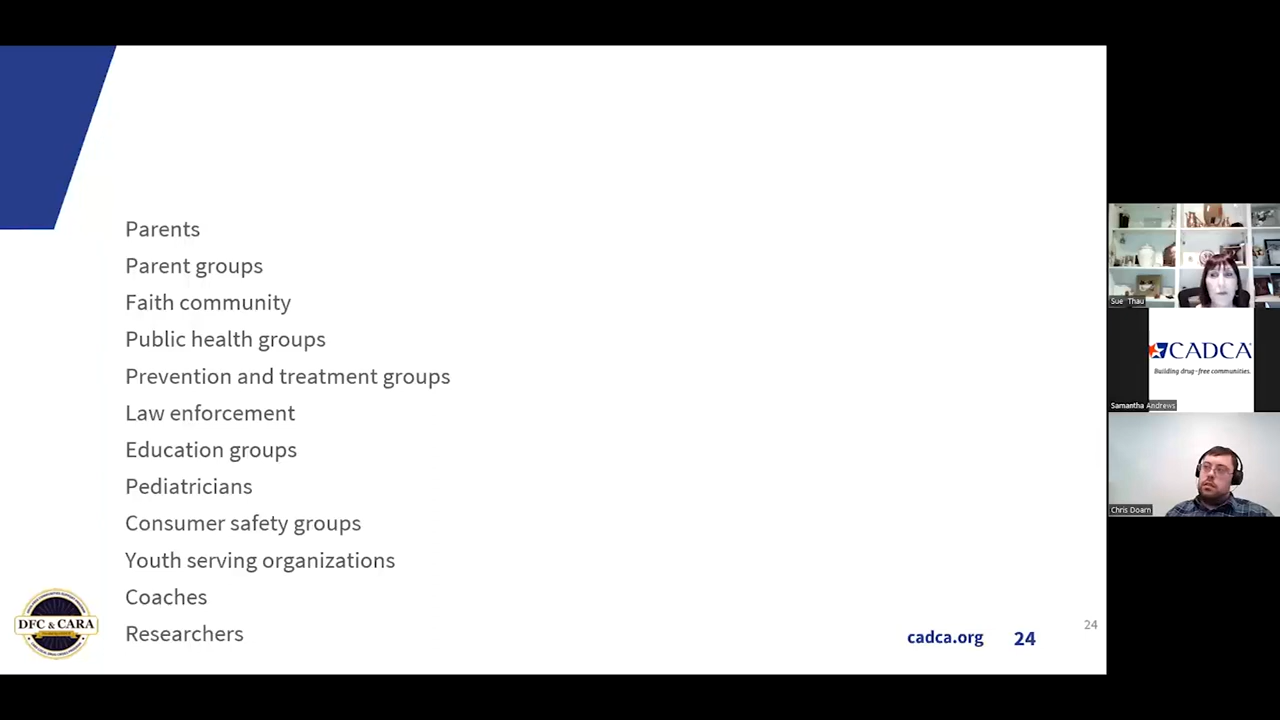 Parents
Parent groups
Faith community
Public health groups
Prevention and treatment groups
Law enforcement
Education groups
Pediatricians
Consumer safety groups
Youth serving organizations
Coaches
Researchers
DFC & CARA
cadca.org 24
24
Sue Thau
CADCA
Building drug-free communities.
Samantha Andrews
Chris Doarn